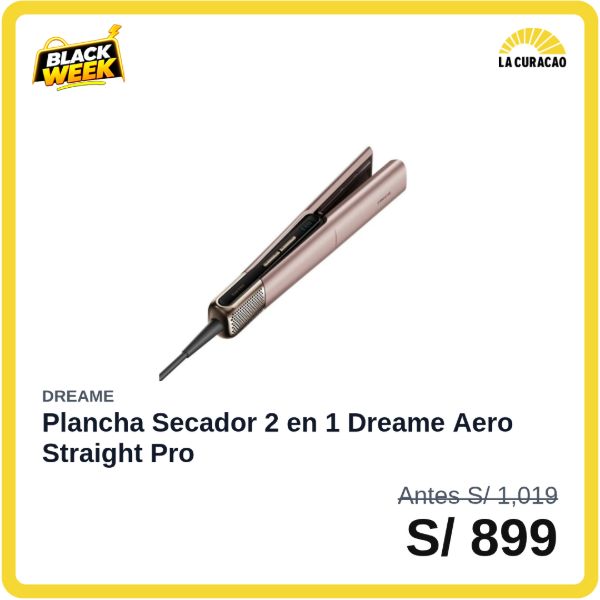 BLACK
WEEK
LA CURACAO
DREAME
Plancha Secador 2 en 1 Dreame Aero
Straight Pro
Antes S/ 1,019
S/ 899